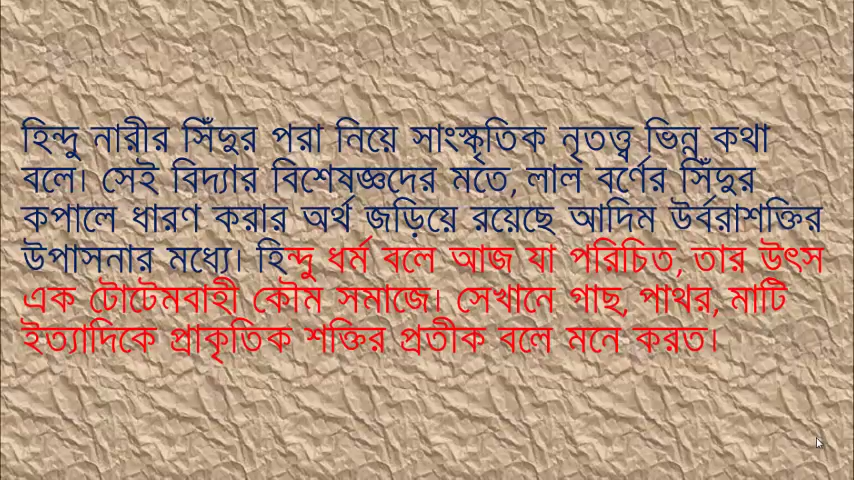 হিন্দু নারীর সিঁদুর পরা নিয়ে সাংস্কৃতিক নৃতত্ত্ব ভিন্ন কথা
বলে। সেই বিদ্যার বিশেষজ্ঞদের মতে, লাল বর্ণের সিঁদুর
কপালে ধারণ করার অর্থ জড়িয়ে রয়েছে আদিম উর্বরাশক্তির
উপাসনার মধ্যে। হিন্দু ধর্ম বলে আজ যা পরিচিত, তার উৎস
এক টোটেমবাহী কৌম সমাজে। সেখানে গাছ, পাথর, মাটি
ইত্যাদিকে প্রাকৃতিক শক্তির প্রতীক বলে মনে করত।